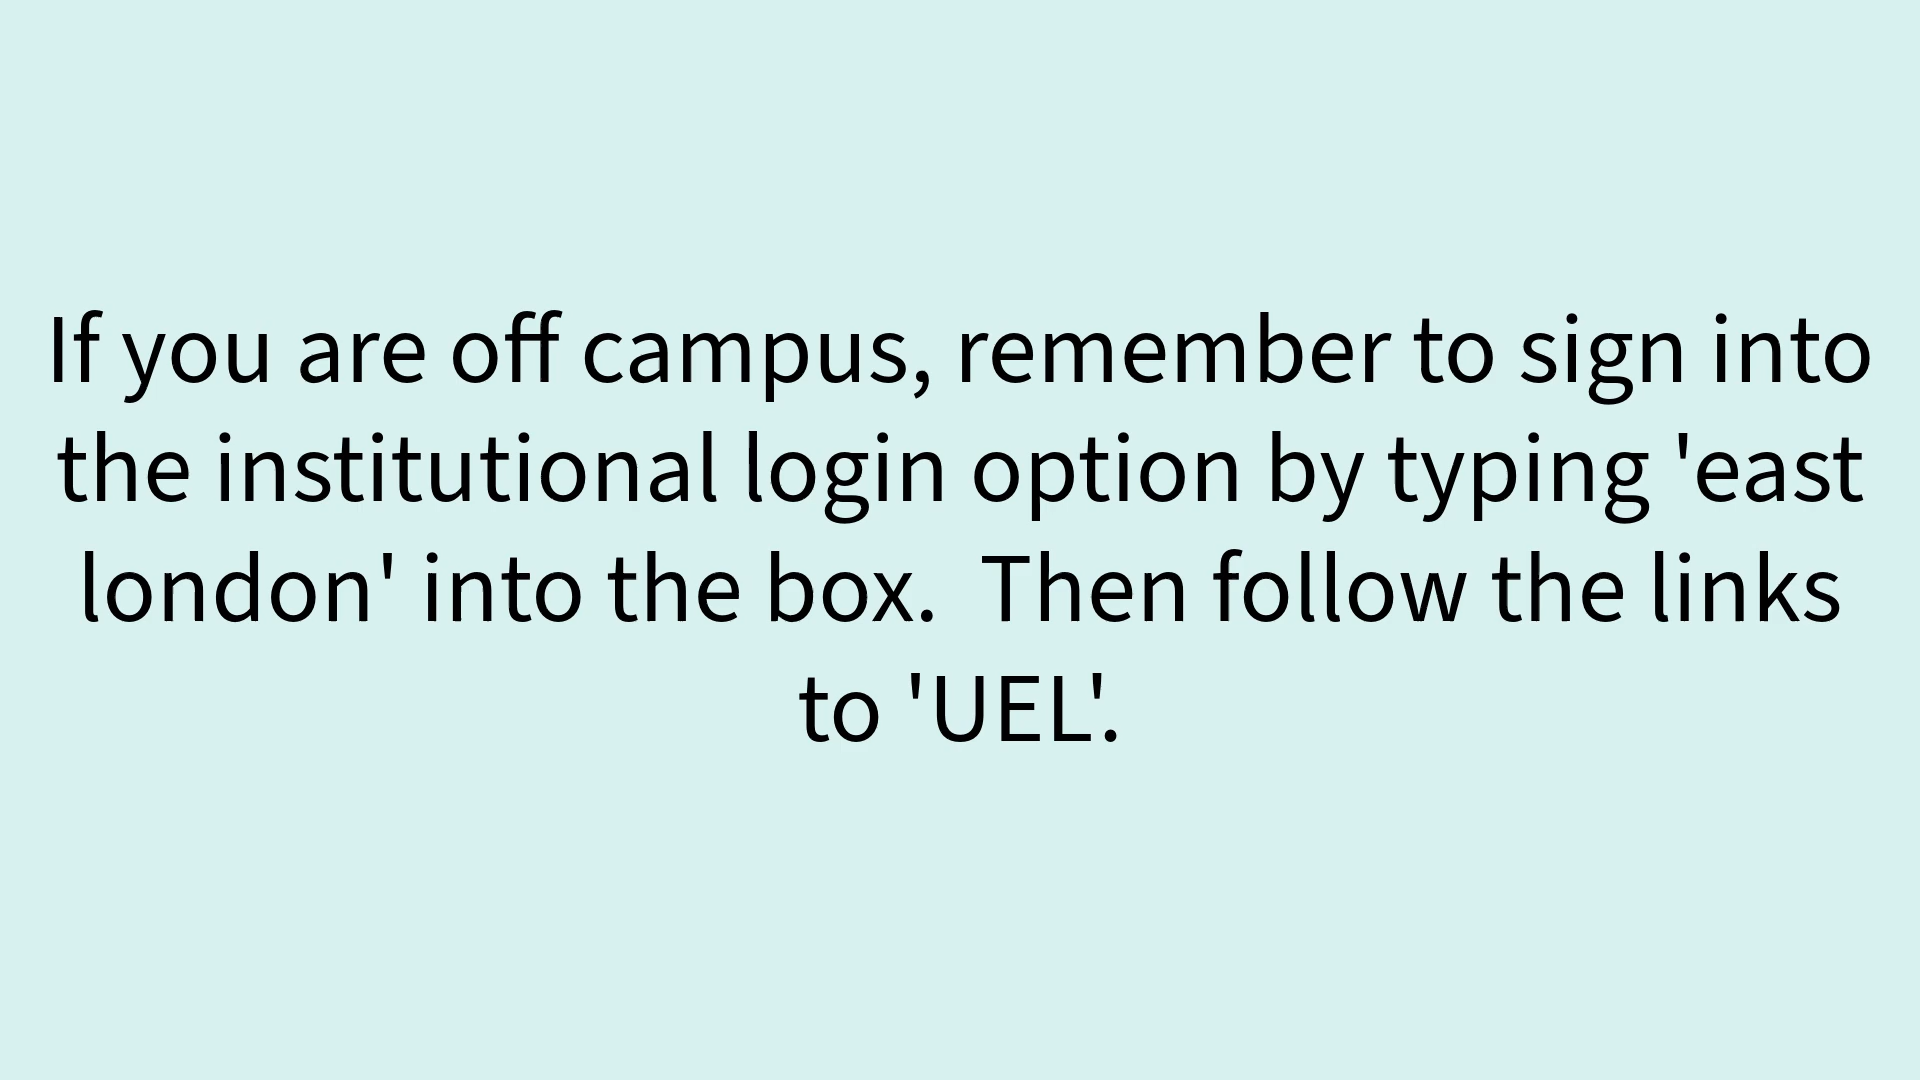 If you are off campus, remember to sign into
the institutional login option by typing 'east
london' into the box.  Then follow the links
to 'UEL'.